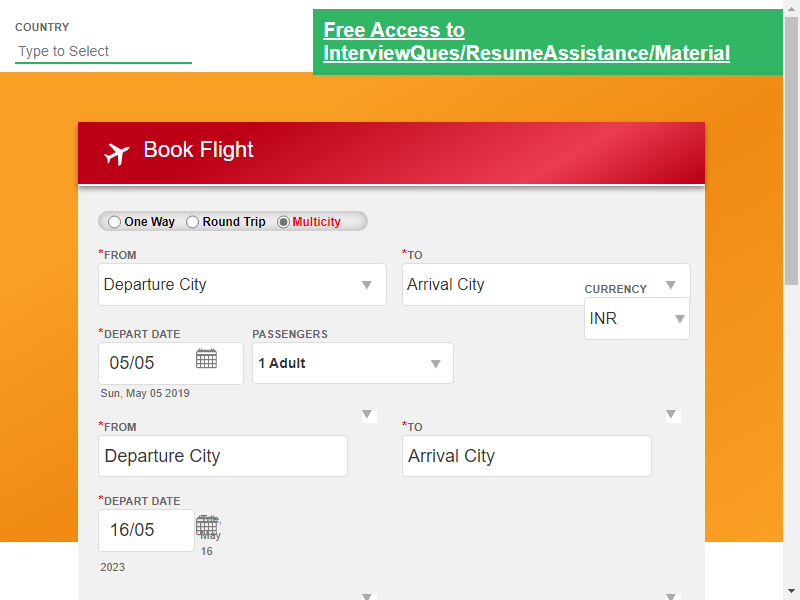 COUNTRY
Type to Select
Free Access to
InterviewQues/ResumeAssistance/Material
Book Flight
One Way Round Trip Multicity
*FROM
Departure City
*TO
Arrival City
CURRENCY
INR
*DEPART DATE
05/05
Sun, May 05 2019
PASSENGERS
1 Adult
*FROM
Departure City
*TO
Arrival City
*DEPART DATE
16/05
May
16
2023